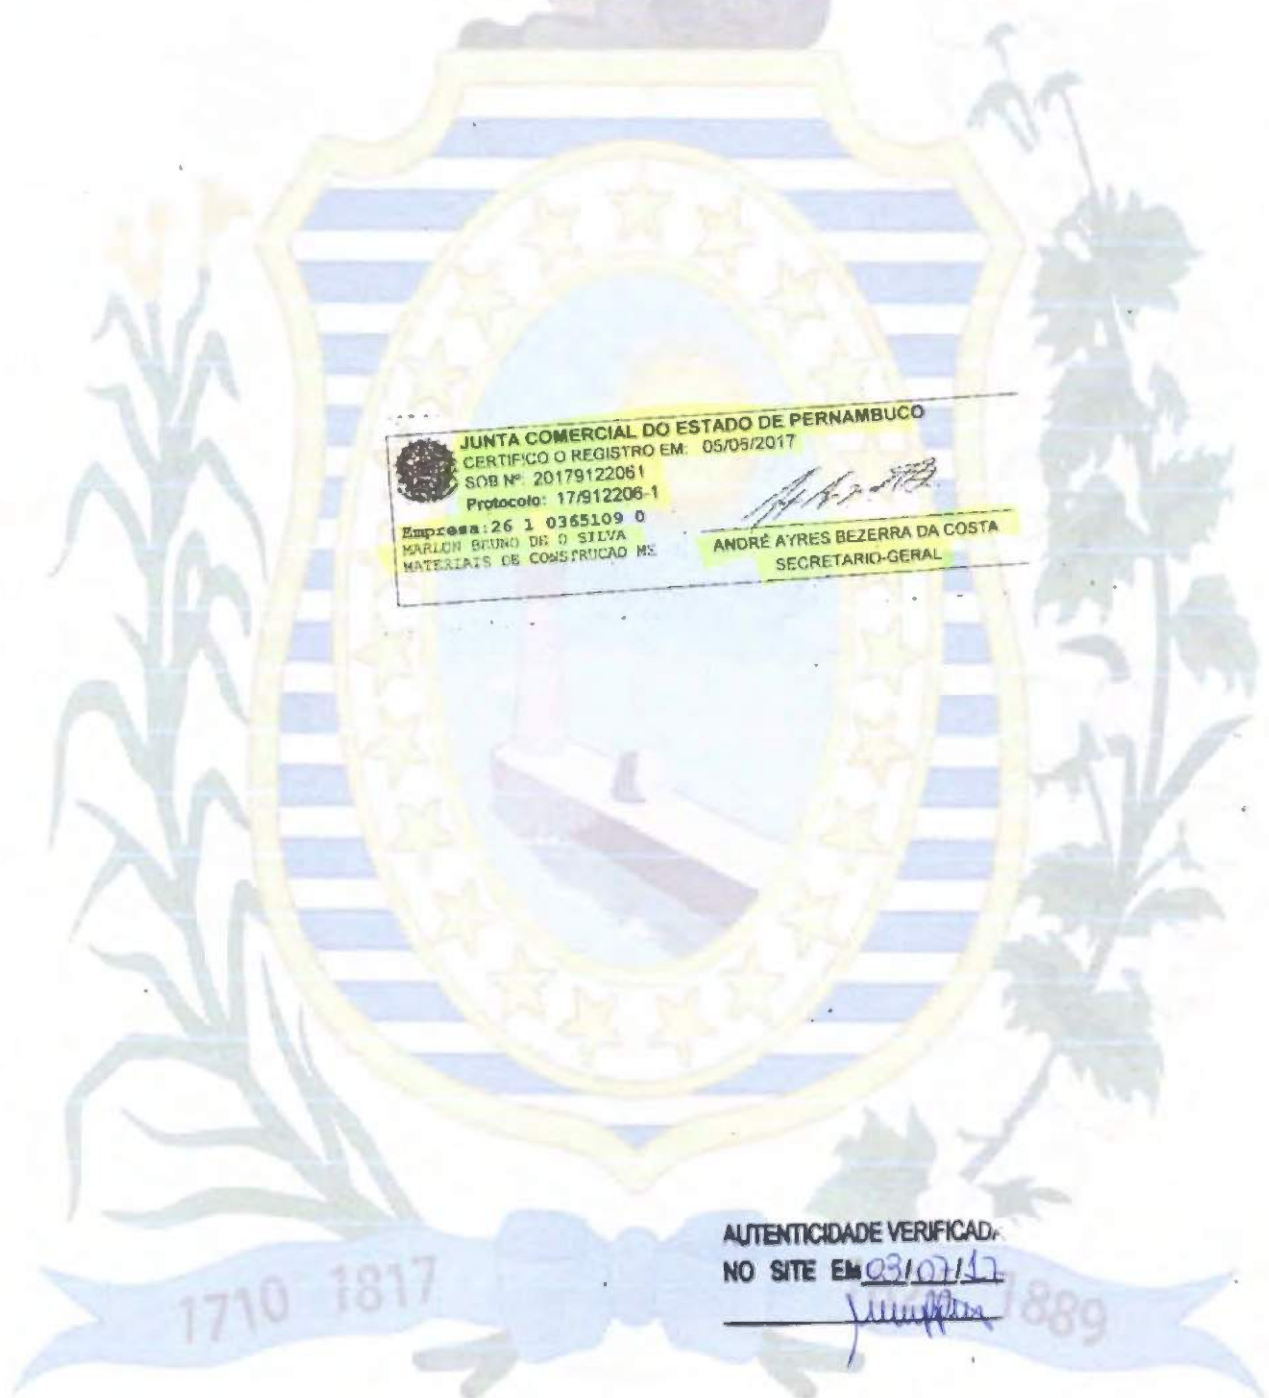 JUNTA COMERCIAL DO ESTADO DE PERNAMBUCO
CERTIFICO O REGISTRO EM: 05/05/2017
SOB Nº: 20179122061
Protocolo: 17/912206-1
Empresa:26 1 0365109 0
MARLON BRUNO DE O SILVA
MATERIAIS DE CONSTRUCAO ME
ANDRÉ AYRES BEZERRA DA COSTA
SECRETARIO-GERAL
AUTENTICIDADE VERIFICADA
NO SITE EM 03/07/17
1710 1817 1889